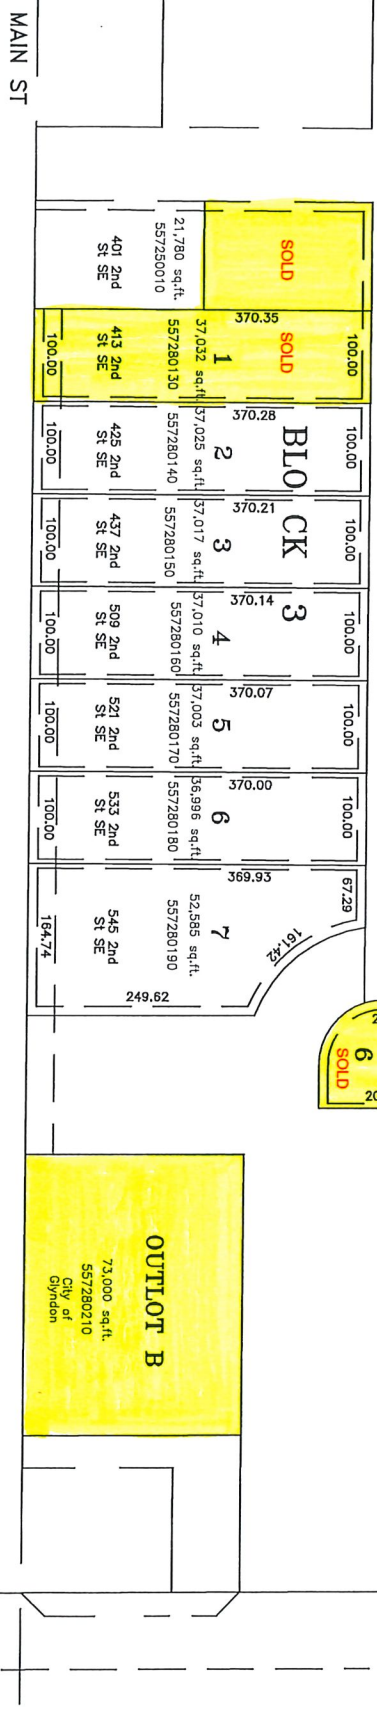 MAIN ST
SOLD
21,780 sq.ft.
557250010
401 2nd
St SE
SOLD
370.35
100.00
1
37,032 sq.ft.
557280130
413 2nd
St SE
100.00
BLOCK 3
370.28
100.00
2
37,025 sq.ft.
557280140
425 2nd
St SE
100.00
370.21
100.00
3
37,017 sq.ft.
557280150
437 2nd
St SE
100.00
370.14
100.00
4
37,010 sq.ft.
557280160
509 2nd
St SE
100.00
370.07
100.00
5
37,003 sq.ft.
557280170
521 2nd
St SE
100.00
370.00
100.00
6
36,996 sq.ft.
557280180
533 2nd
St SE
100.00
369.93
67.29
161.42
7
52,585 sq.ft.
557280190
545 2nd
St SE
164.74
249.62
6
SOLD
OUTLOT B
73,000 sq.ft.
557280210
City of
Glyndon